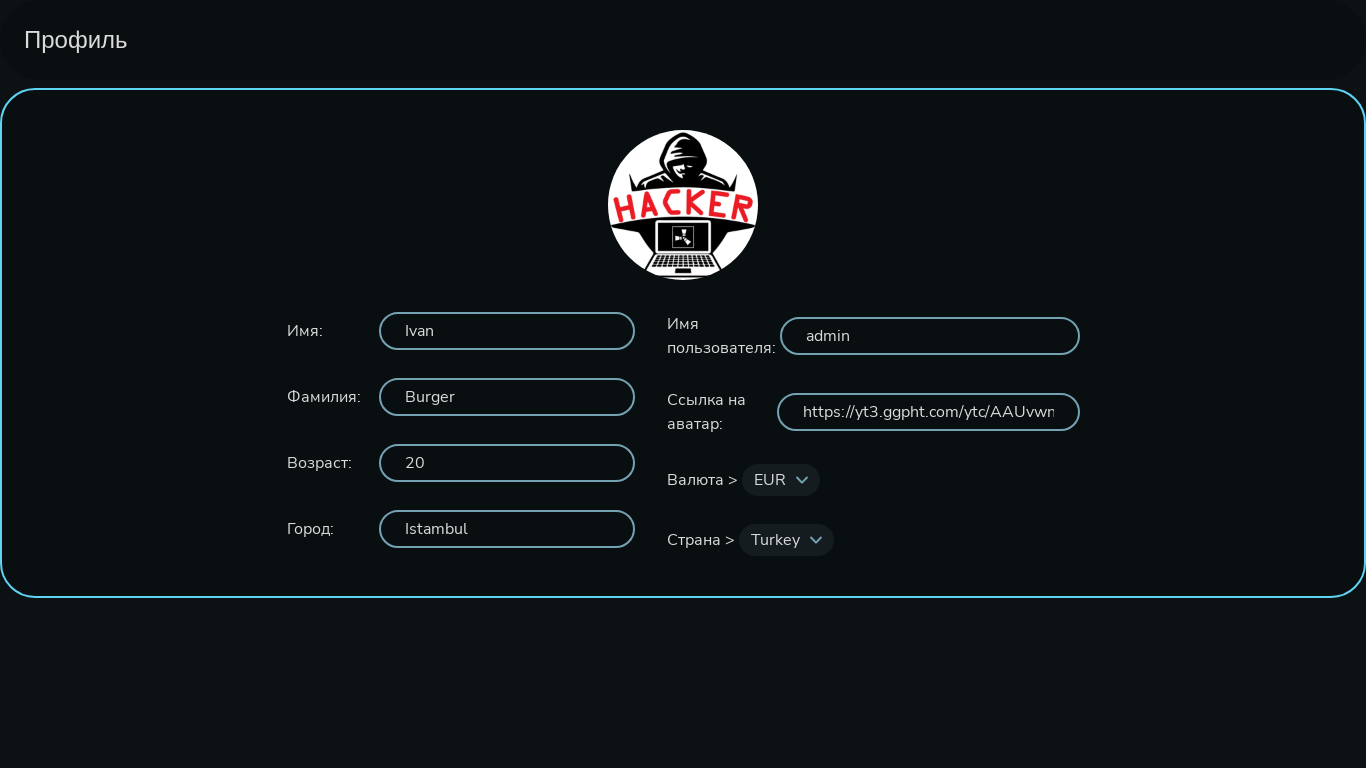 Профиль
HACKER
Имя:
Ivan
Фамилия:
Burger
Возраст:
20
Город:
Istambul
Имя
пользователя:
admin
Ссылка на
аватар:
https://yt3.ggpht.com/ytc/AAUvwn
Валюта > EUR
Страна > Turkey